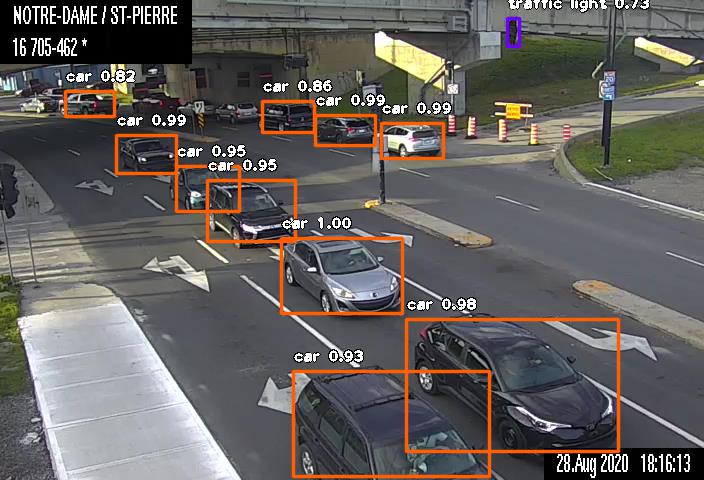 NOTRE-DAME / ST-PIERRE
16 705-462 *
traffic light 0.73
car 0.82
car 0.86
car 0.99
car 0.99
car 0.99
car 0.95
car 0.95
car 1.00
car 0.98
car 0.93
28.Aug 2020 18:16:13